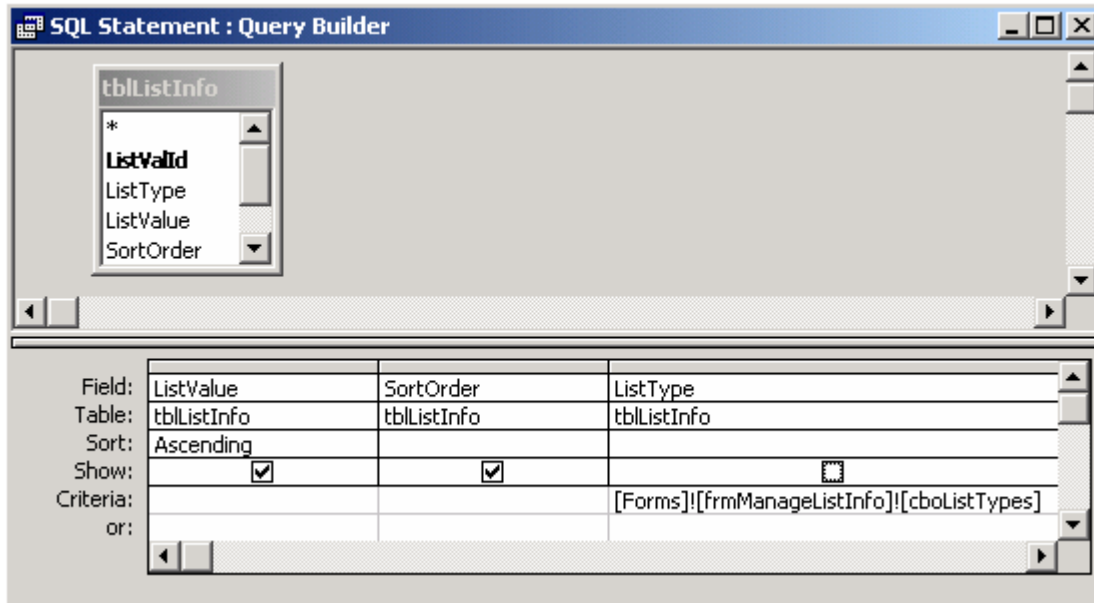 SQL Statement : Query Builder
tblListInfo
*
ListValId
ListType
ListValue
SortOrder
Field: ListValue SortOrder ListType
Table: tblListInfo tblListInfo tblListInfo
Sort: Ascending
Show:
Criteria: [Forms]![frmManageListInfo]![cboListTypes]
or: